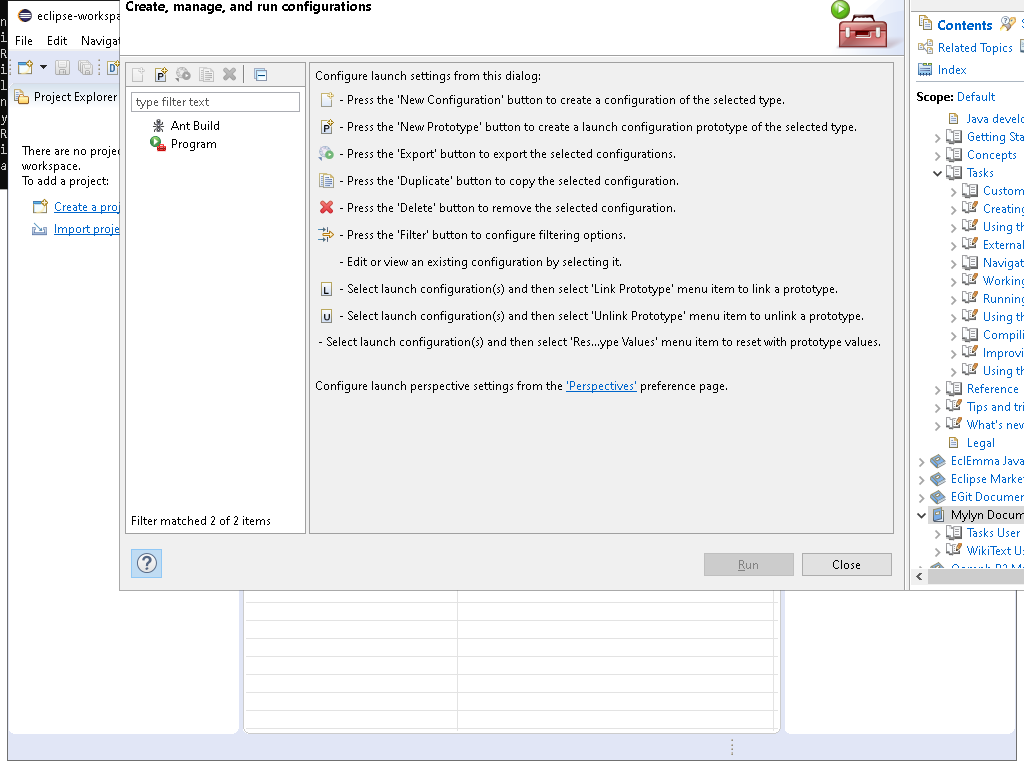 eclipse-workspa
File Edit Navigat
Project Explorer
There are no projec
workspace.
To add a project:
Create a proj
Import proje
Create, manage, and run configurations
type filter text
Ant Build
Program
Filter matched 2 of 2 items
Configure launch settings from this dialog:
- Press the 'New Configuration' button to create a configuration of the selected type.
- Press the 'New Prototype' button to create a launch configuration prototype of the selected type.
- Press the 'Export' button to export the selected configurations.
- Press the 'Duplicate' button to copy the selected configuration.
- Press the 'Delete' button to remove the selected configuration.
- Press the 'Filter' button to configure filtering options.
- Edit or view an existing configuration by selecting it.
L - Select launch configuration(s) and then select 'Link Prototype' menu item to link a prototype.
U - Select launch configuration(s) and then select 'Unlink Prototype' menu item to unlink a prototype.
- Select launch configuration(s) and then select 'Res...ype Values' menu item to reset with prototype values.
Configure launch perspective settings from the 'Perspectives' preference page.
Run
Close
Contents
Related Topics
Index
Scope: Default
Java develo
Getting Sta
Concepts
Tasks
Custom
Creating
Using th
External
Navigat
Working
Running
Using th
Compili
Improvi
Using th
Reference
Tips and tri
What's new
Legal
EclEmma Java
Eclipse Marke
EGit Documen
Mylyn Docum
Tasks User
WikiText Us